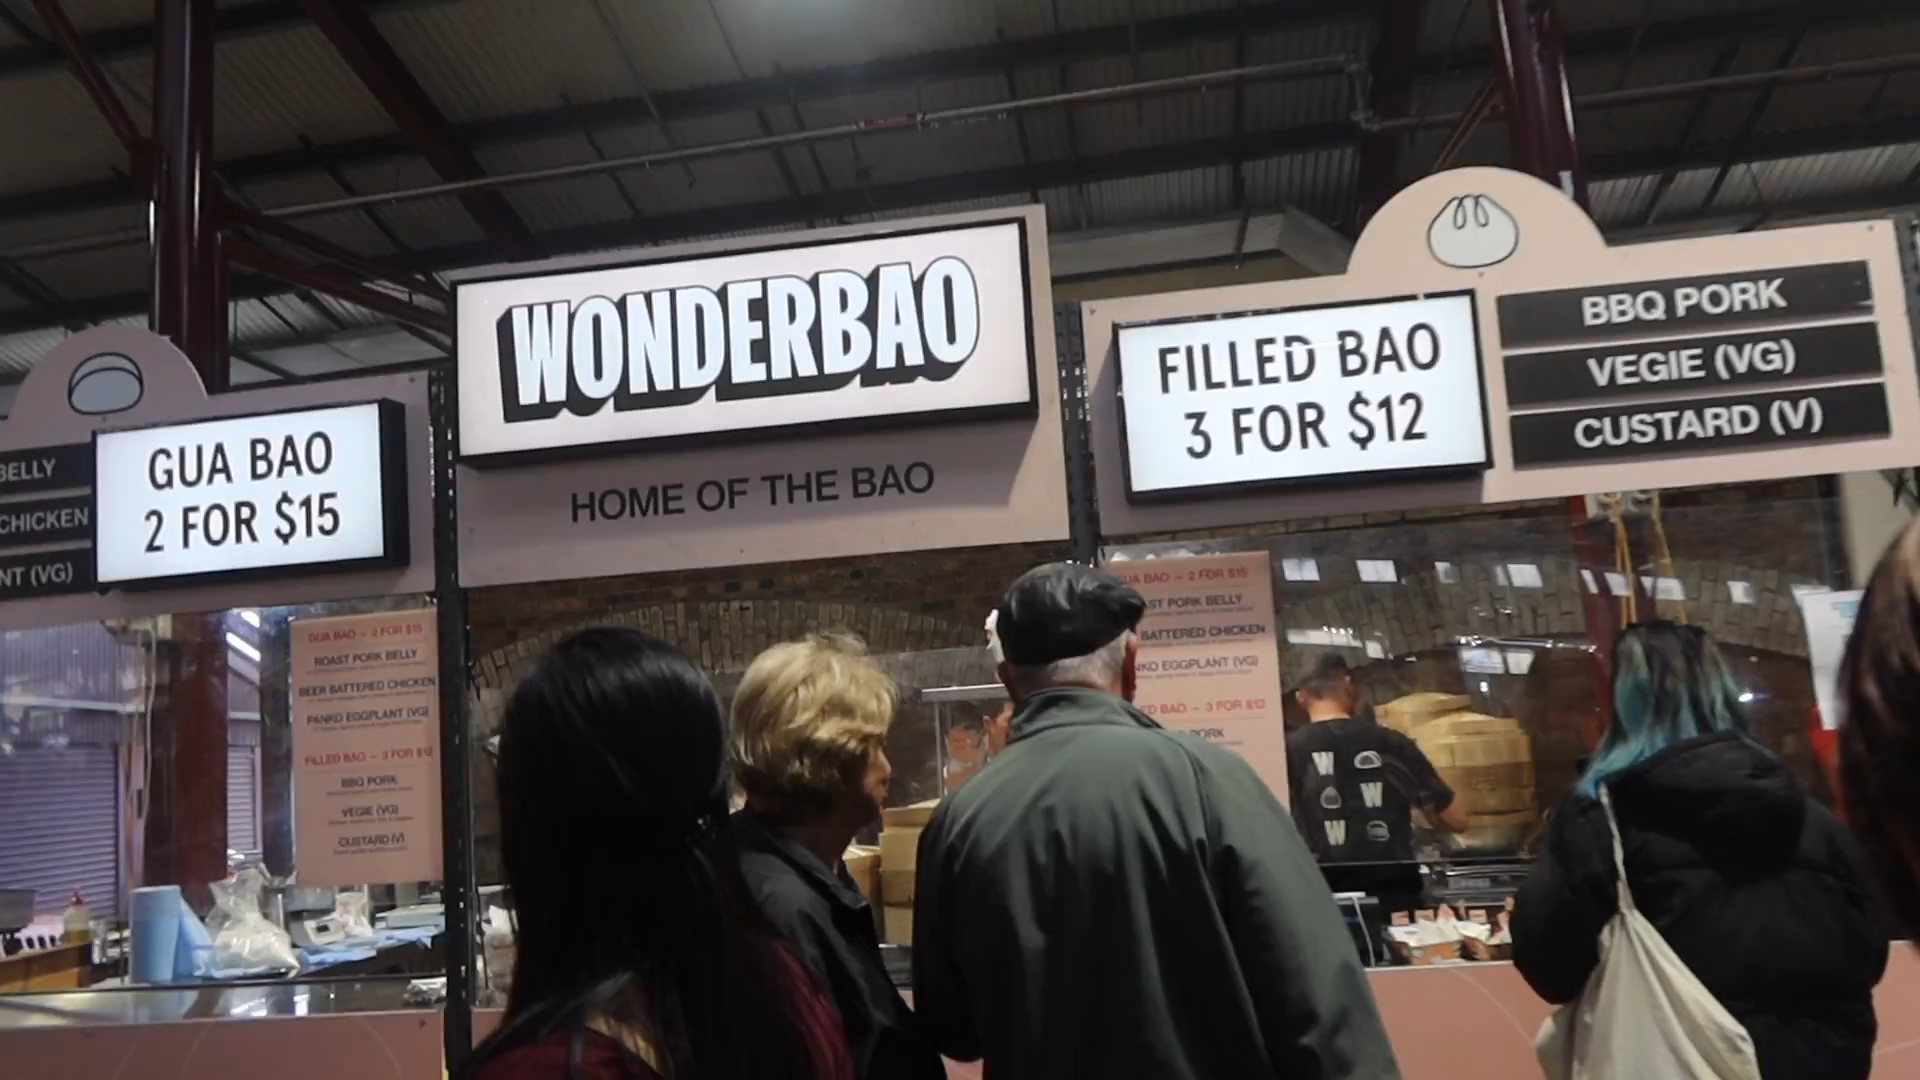 BELLY
CHICKEN
NT (VG)
GUA BAO
2 FOR $15
WONDERBAO
HOME OF THE BAO
FILLED BAO
3 FOR $12
BBQ PORK
VEGIE (VG)
CUSTARD (V)
GUA BAO - 2 FOR $15
ROAST PORK BELLY
BEER BATTERED CHICKEN
PANKO EGGPLANT (VG)
FILLED BAO - 3 FOR $12
BBQ PORK
VEGIE (VG)
CUSTARD (V)
GUA BAO - 2 FOR $15
AST PORK BELLY
BATTERED CHICKEN
NKO EGGPLANT (VG)
ED BAO - 3 FOR $12
PORK
W
W
W